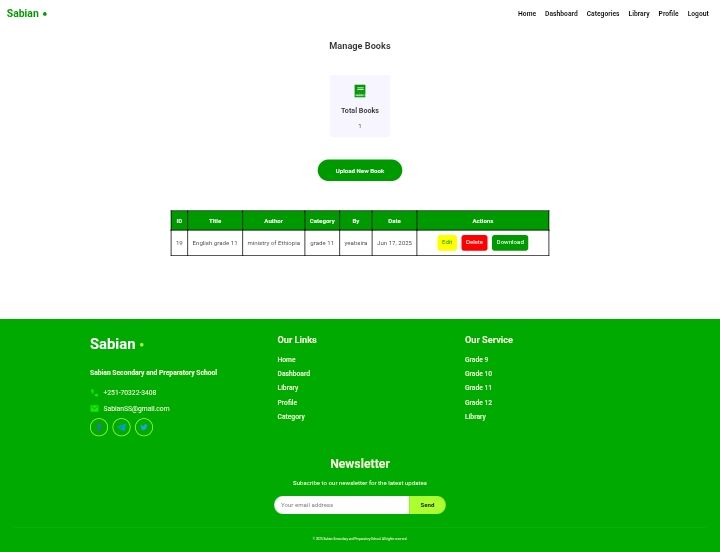 Sabian
Home Dashboard Categories Library Profile Logout
Manage Books
Total Books
1
Upload New Book
ID Title Author Category By Date Actions
19 English grade 11 ministry of Ethiopia grade 11 yeabsira Jun 17, 2025 Edit Delete Download
Sabian
Sabian Secondary and Preparatory School
+251-70322-3408
SabianSS@gmail.com
Our Links
Home
Dashboard
Library
Profile
Category
Our Service
Grade 9
Grade 10
Grade 11
Grade 12
Library
Newsletter
Subscribe to our newsletter for the latest updates
Your email address Send
© 2025 Sabian Secondary and Preparatory School. All rights reserved.